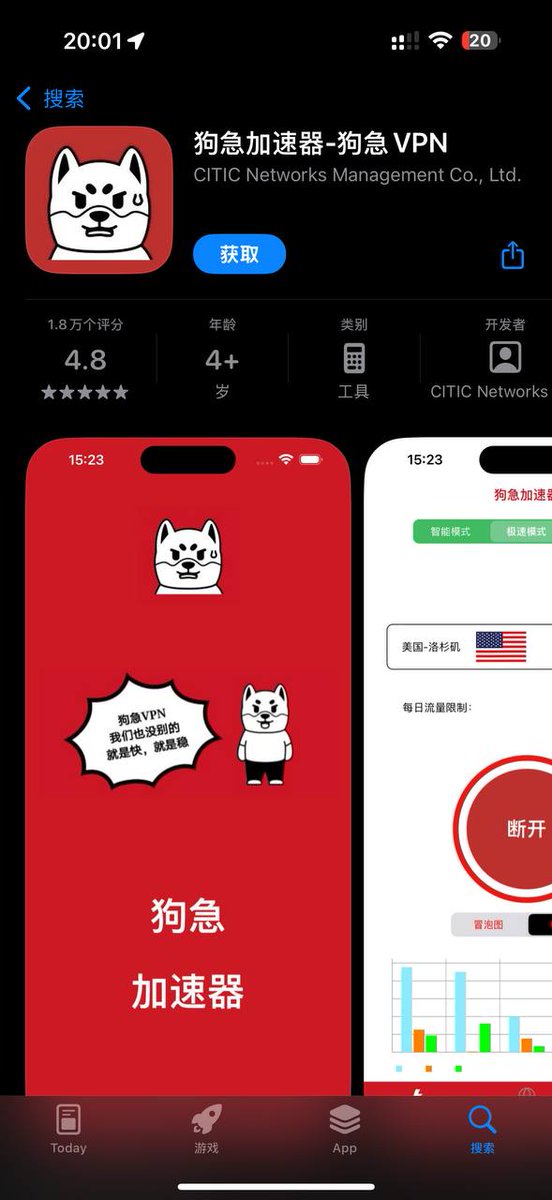 20:01
20
搜索
狗急加速器-狗急 VPN
CITIC Networks Management Co., Ltd.
获取
1.8万个评分
年龄
类别
开发者
4.8
4+
岁
工具
CITIC Networks
15:23
狗急VPN
我们也没别的
就是快，就是稳
狗急
加速器
15:23
狗急加速器
智能模式
极速模式
美国-洛杉矶
每日流量限制：
断开
冒泡图
Today
游戏
App
搜索